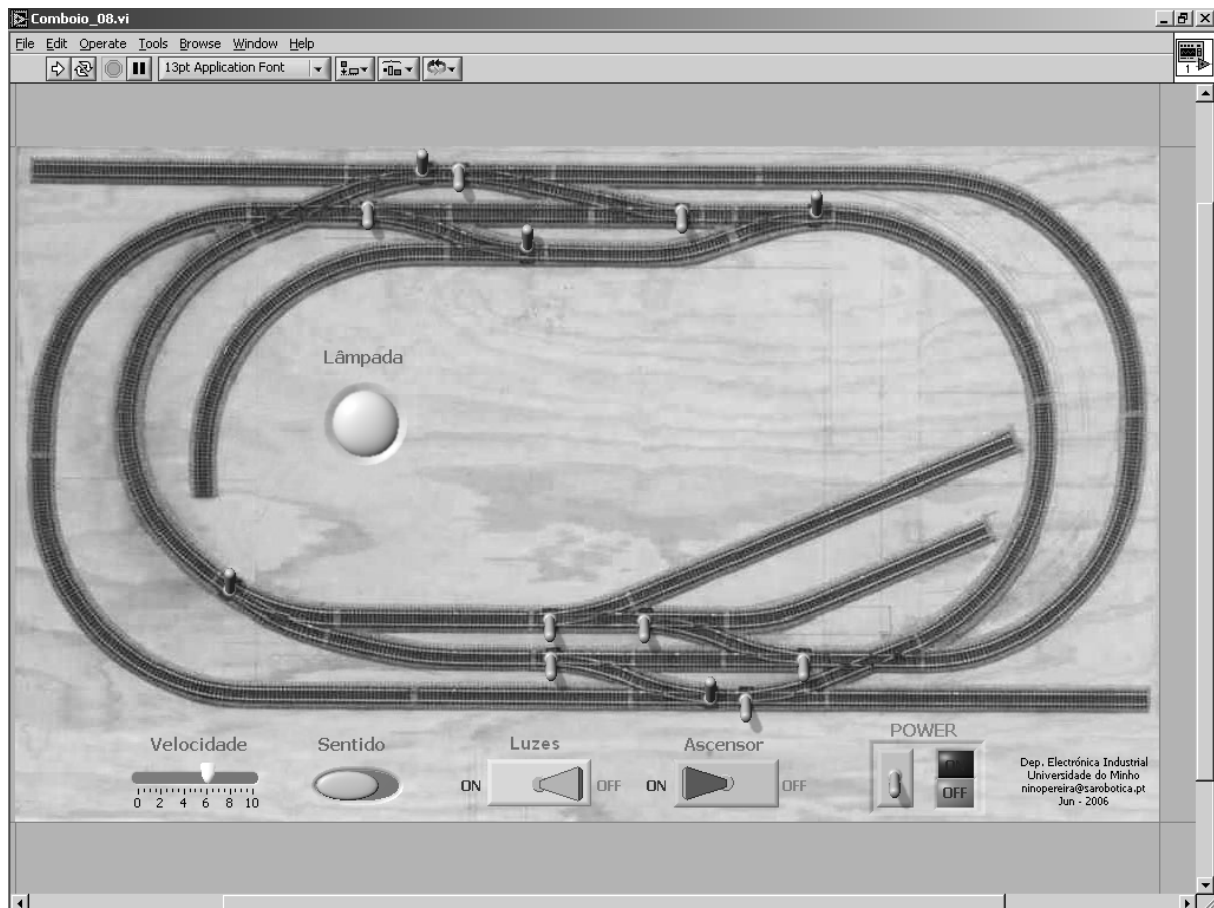 Comboio_08.vi
File Edit Operate Tools Browse Window Help
13pt Application Font
1
Lâmpada
Velocidade
0 2 4 6 8 10
Sentido
Luzes
ON OFF
Ascensor
ON OFF
POWER
ON
OFF
Dep. Electrónica Industrial
Universidade do Minho
ninopereira@sarobotica.pt
Jun - 2006